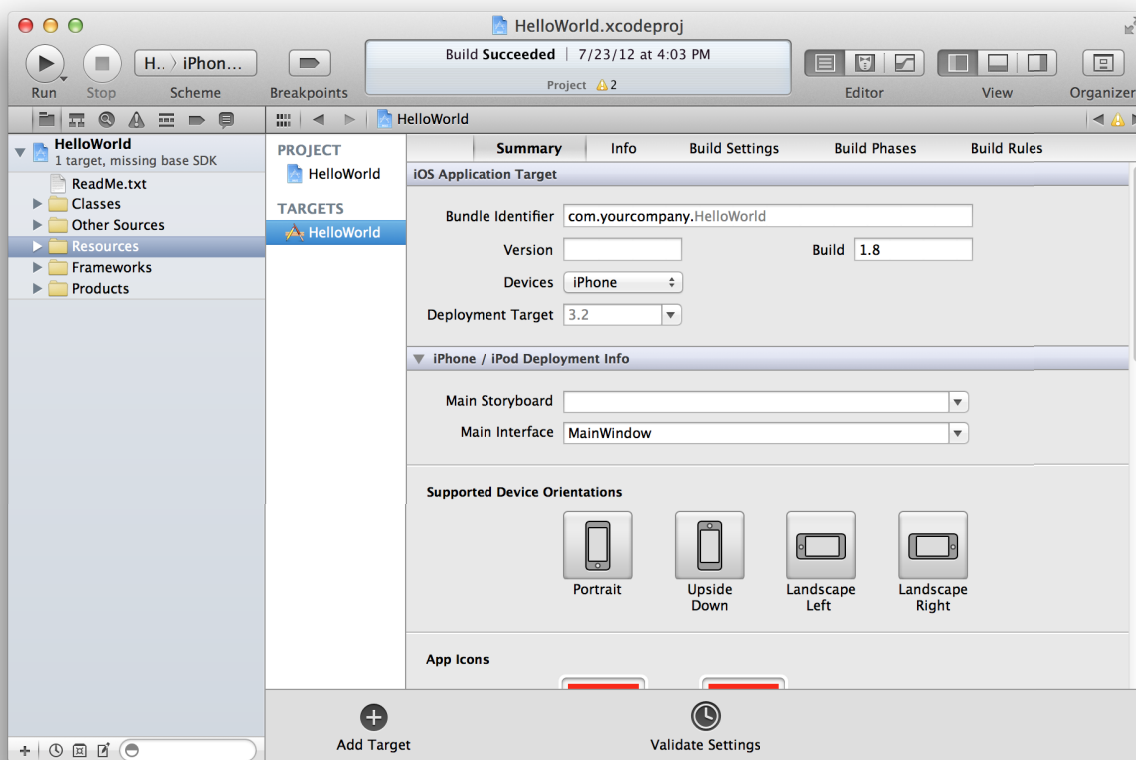 HelloWorld.xcodeproj
H.. 〉 iPhon...
Build Succeeded | 7/23/12 at 4:03 PM
Project 2
Run Stop Scheme Breakpoints Editor View Organizer
HelloWorld
HelloWorld
1 target, missing base SDK
ReadMe.txt
Classes
Other Sources
Resources
Frameworks
Products
PROJECT
HelloWorld
TARGETS
HelloWorld
Summary Info Build Settings Build Phases Build Rules
iOS Application Target
Bundle Identifier com.yourcompany.HelloWorld
Version Build 1.8
Devices iPhone
Deployment Target 3.2
iPhone / iPod Deployment Info
Main Storyboard
Main Interface MainWindow
Supported Device Orientations
Portrait
Upside
Down
Landscape
Left
Landscape
Right
App Icons
Add Target Validate Settings